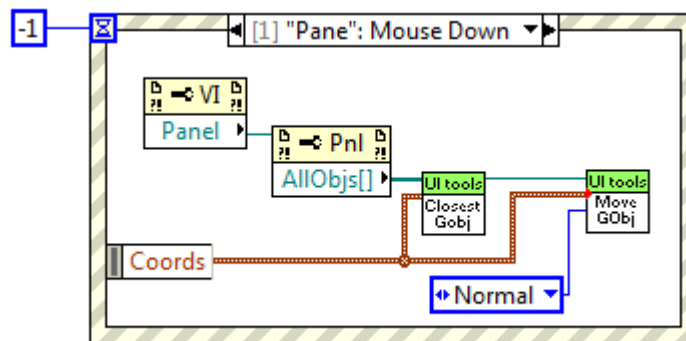 -1
[1] "Pane": Mouse Down
?! VI ?!
Panel
?! Pnl ?!
AllObjs[]
UI tools
Closest
Gobj
UI tools
Move
GObj
Coords
Normal